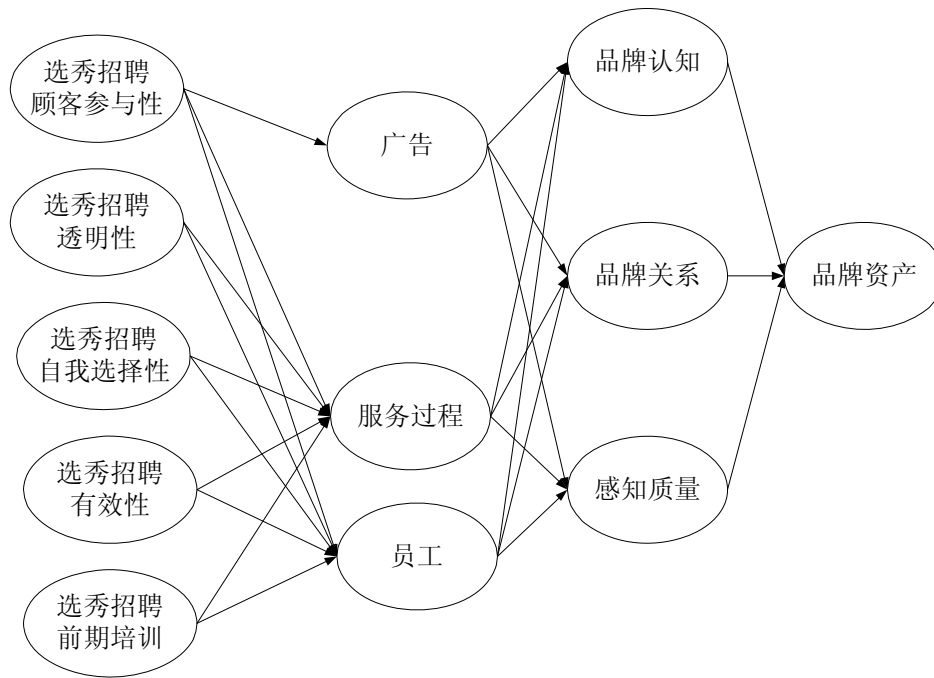 选秀招聘
顾客参与性
选秀招聘
透明性
选秀招聘
自我选择性
选秀招聘
有效性
选秀招聘
前期培训
广告
服务过程
员工
品牌认知
品牌关系
感知质量
品牌资产